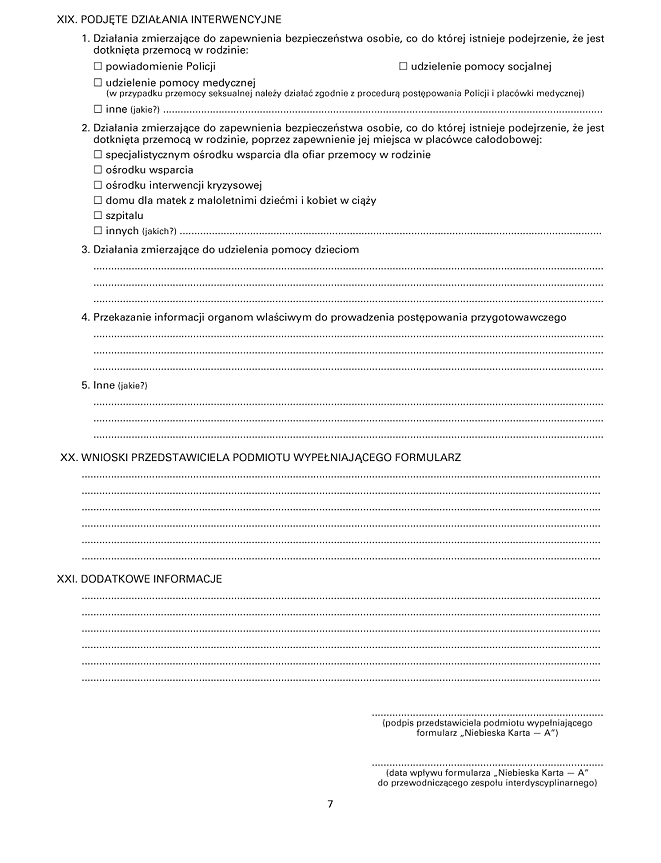 XIX. PODJĘTE DZIAŁANIA INTERWENCYJNE
1. Działania zmierzające do zapewnienia bezpieczeństwa osobie, co do której istnieje podejrzenie, że jest
dotknięta przemocą w rodzinie:
☐ powiadomienie Policji ☐ udzielenie pomocy socjalnej
☐ udzielenie pomocy medycznej
(w przypadku przemocy seksualnej należy działać zgodnie z procedurą postępowania Policji i placówki medycznej)
☐ inne (jakie?) ....................................................................................
2. Działania zmierzające do zapewnienia bezpieczeństwa osobie, co do której istnieje podejrzenie, że jest
dotknięta przemocą w rodzinie, poprzez zapewnienie jej miejsca w placówce całodobowej:
☐ specjalistycznym ośrodku wsparcia dla ofiar przemocy w rodzinie
☐ ośrodku wsparcia
☐ ośrodku interwencji kryzysowej
☐ domu dla matek z małoletnimi dziećmi i kobiet w ciąży
☐ szpitalu
☐ innych (jakich?) ....................................................................................
3. Działania zmierzające do udzielenia pomocy dzieciom
....................................................................................
....................................................................................
....................................................................................
4. Przekazanie informacji organom właściwym do prowadzenia postępowania przygotowawczego
....................................................................................
....................................................................................
....................................................................................
5. Inne (jakie?)
....................................................................................
....................................................................................
....................................................................................
XX. WNIOSKI PRZEDSTAWICIELA PODMIOTU WYPEŁNIAJĄCEGO FORMULARZ
....................................................................................
....................................................................................
....................................................................................
....................................................................................
....................................................................................
....................................................................................
XXI. DODATKOWE INFORMACJE
....................................................................................
....................................................................................
....................................................................................
....................................................................................
....................................................................................
....................................................................................
..........................................................
(podpis przedstawiciela podmiotu wypełniającego
formularz „Niebieska Karta — A”)
..........................................................
(data wpływu formularza „Niebieska Karta — A”
do przewodniczącego zespołu interdyscyplinarnego)
7